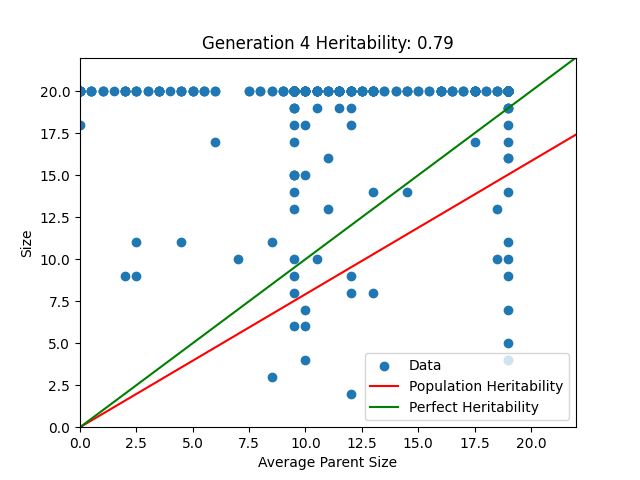 Generation 4 Heritability: 0.79
Size
20.0
17.5
15.0
12.5
10.0
7.5
5.0
2.5
0.0
0.0 2.5 5.0 7.5 10.0 12.5 15.0 17.5 20.0
Average Parent Size
Data
Population Heritability
Perfect Heritability